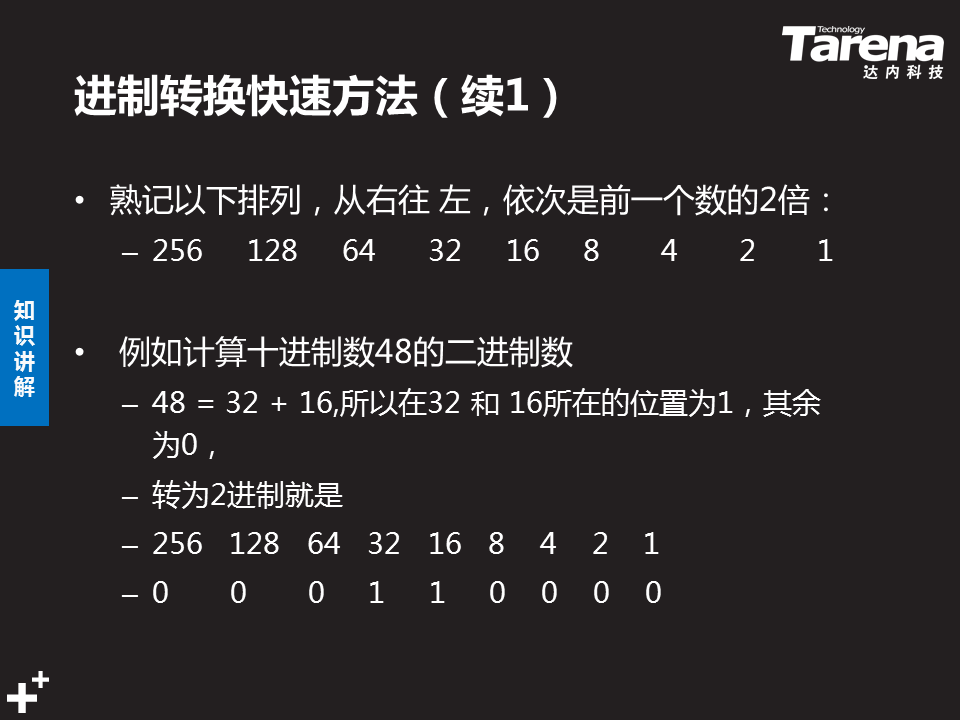 Technology
Tarena
达内科技
进制转换快速方法（续1）
• 熟记以下排列，从右往 左，依次是前一个数的2倍：
– 256 128 64 32 16 8 4 2 1
知识讲解
• 例如计算十进制数48的二进制数
– 48 = 32 + 16,所以在32 和 16所在的位置为1，其余
为0，
– 转为2进制就是
– 256 128 64 32 16 8 4 2 1
– 0 0 0 1 1 0 0 0 0